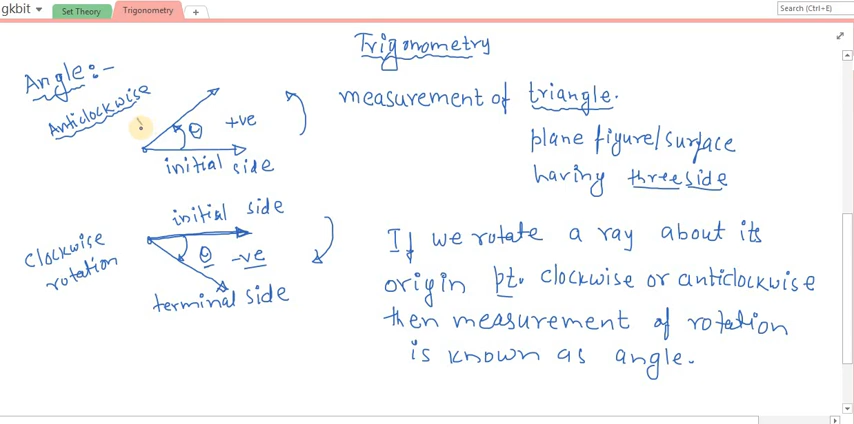 gkbit
Set Theory
Trigonometry
+
Search (Ctrl+E)
Trigonometry
Angle:-
measurement of triangle.
plane figure/surface
having three side
Anticlockwise
θ +ve
initial side
initial side
Clockwise
rotation
θ -ve
terminal side
If we rotate a ray about its
origin pt. clockwise or anticlockwise
then measurement of rotation
is known as angle.